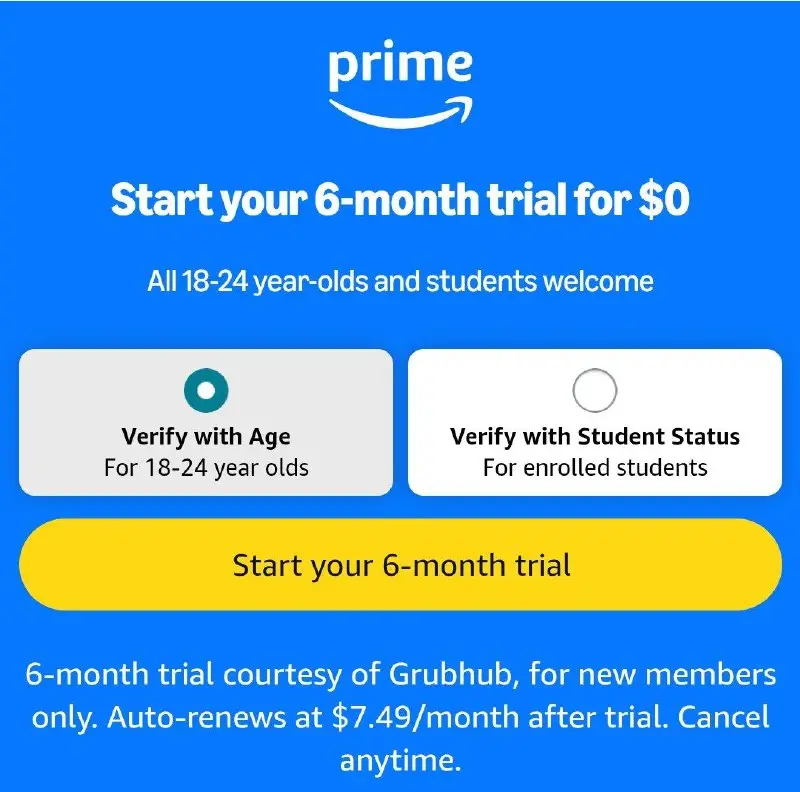 prime
Start your 6-month trial for $0
All 18-24 year-olds and students welcome
Verify with Age
For 18-24 year olds
Verify with Student Status
For enrolled students
Start your 6-month trial
6-month trial courtesy of Grubhub, for new members
only. Auto-renews at $7.49/month after trial. Cancel
anytime.